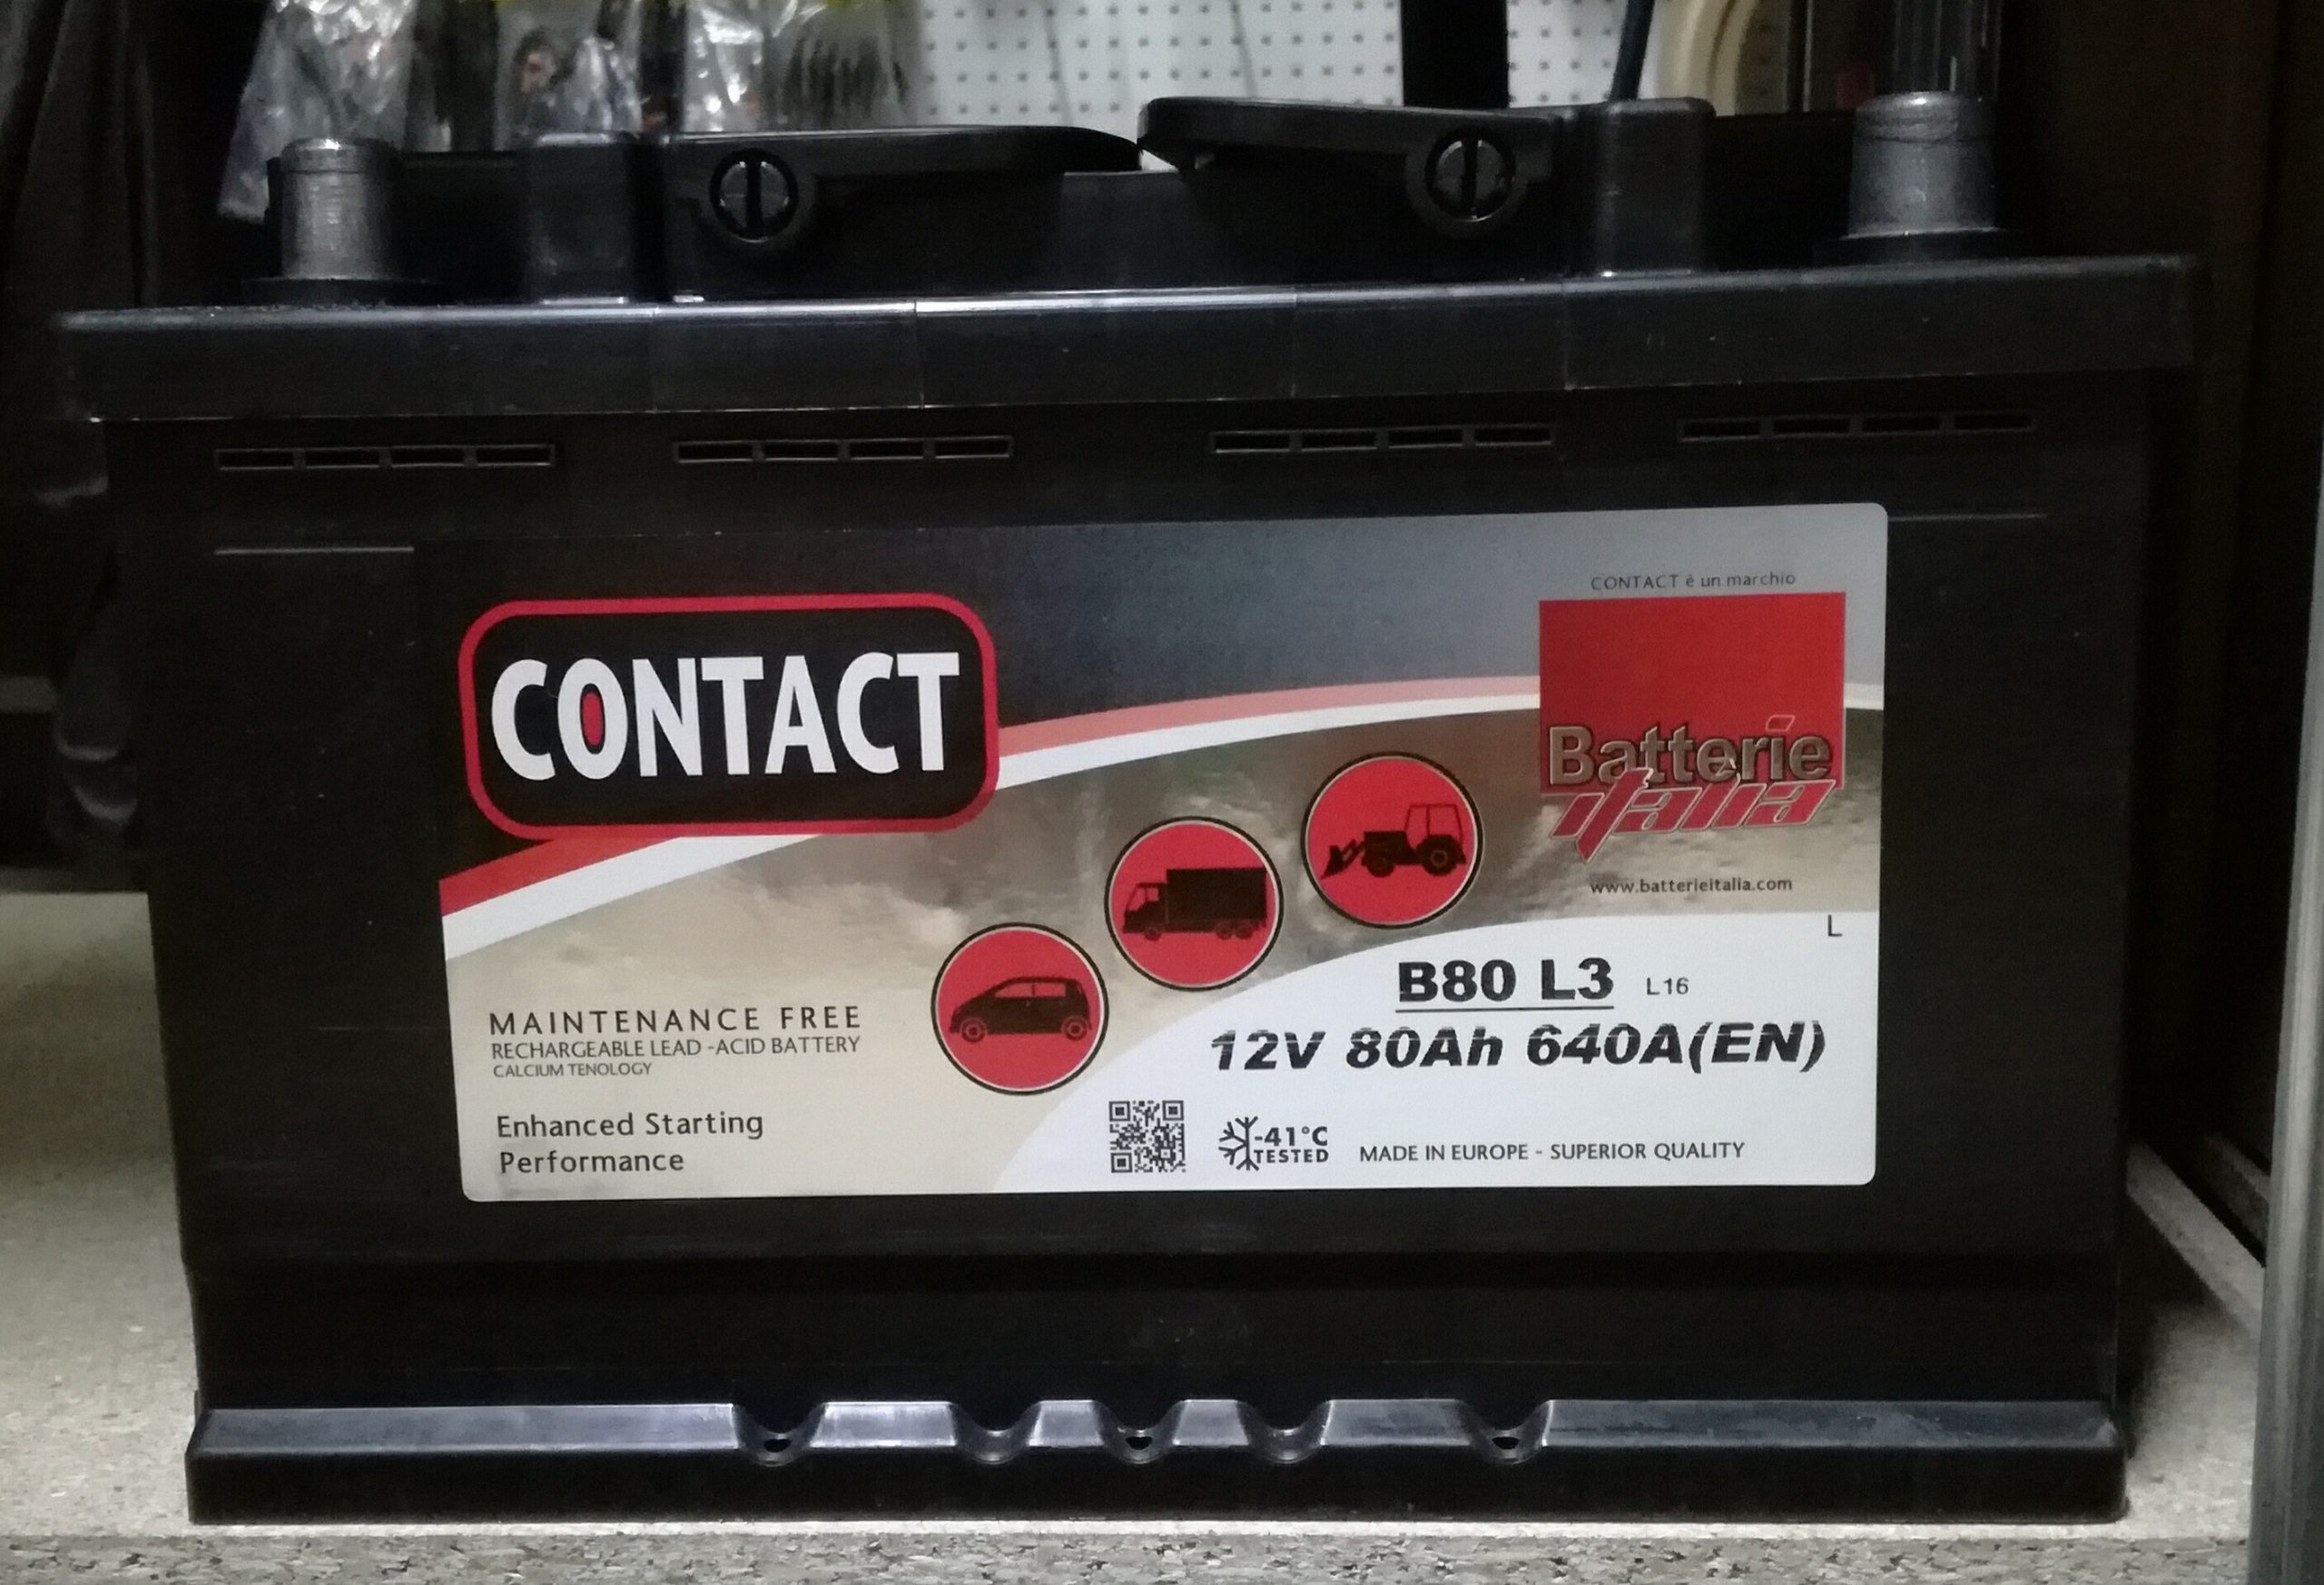 CONTACT
CONTACT è un marchio
Batterie
italia
www.batterieitalia.com
L
B80 L3 L16
12V 80Ah 640A(EN)
MAINTENANCE FREE
RECHARGEABLE LEAD -ACID BATTERY
CALCIUM TENOLOGY
Enhanced Starting
Performance
-41°C
TESTED
MADE IN EUROPE - SUPERIOR QUALITY